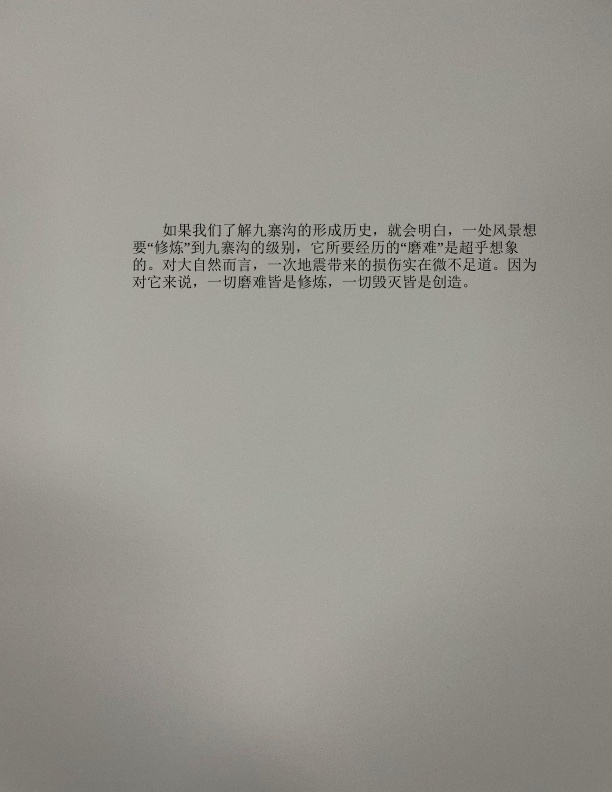 如果我们了解九寨沟的形成历史，就会明白，一处风景想
要“修炼”到九寨沟的级别，它所要经历的“磨难”是超乎想象
的。对大自然而言，一次地震带来的损伤实在微不足道。因为
对它来说，一切磨难皆是修炼，一切毁灭皆是创造。